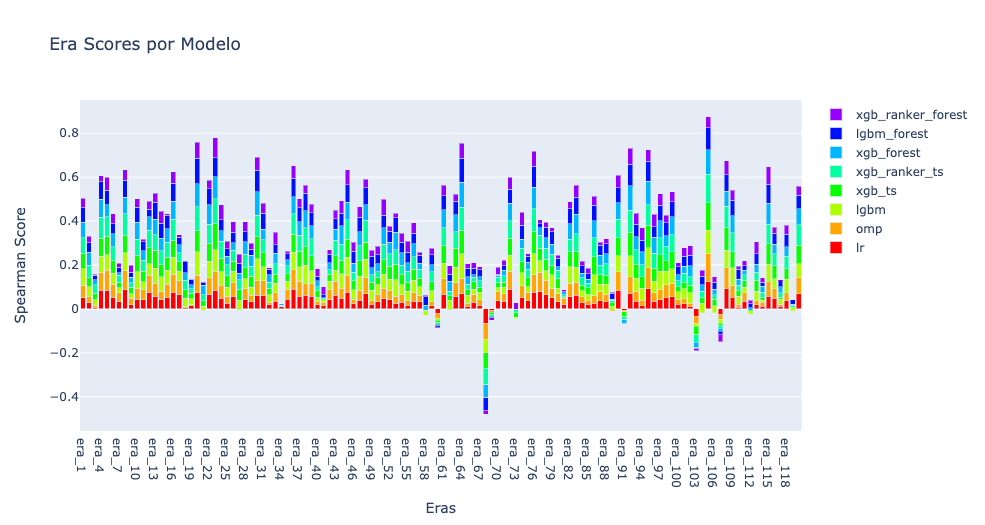 Era Scores por Modelo
xgb_ranker_forest
lgbm_forest
xgb_forest
xgb_ranker_ts
xgb_ts
lgbm
omp
lr
Spearman Score
0.8
0.6
0.4
0.2
0
−0.2
−0.4
era_1
era_4
era_7
era_10
era_13
era_16
era_19
era_22
era_25
era_28
era_31
era_34
era_37
era_40
era_43
era_46
era_49
era_52
era_55
era_58
era_61
era_64
era_67
era_70
era_73
era_76
era_79
era_82
era_85
era_88
era_91
era_94
era_97
era_100
era_103
era_106
era_109
era_112
era_115
era_118
Eras